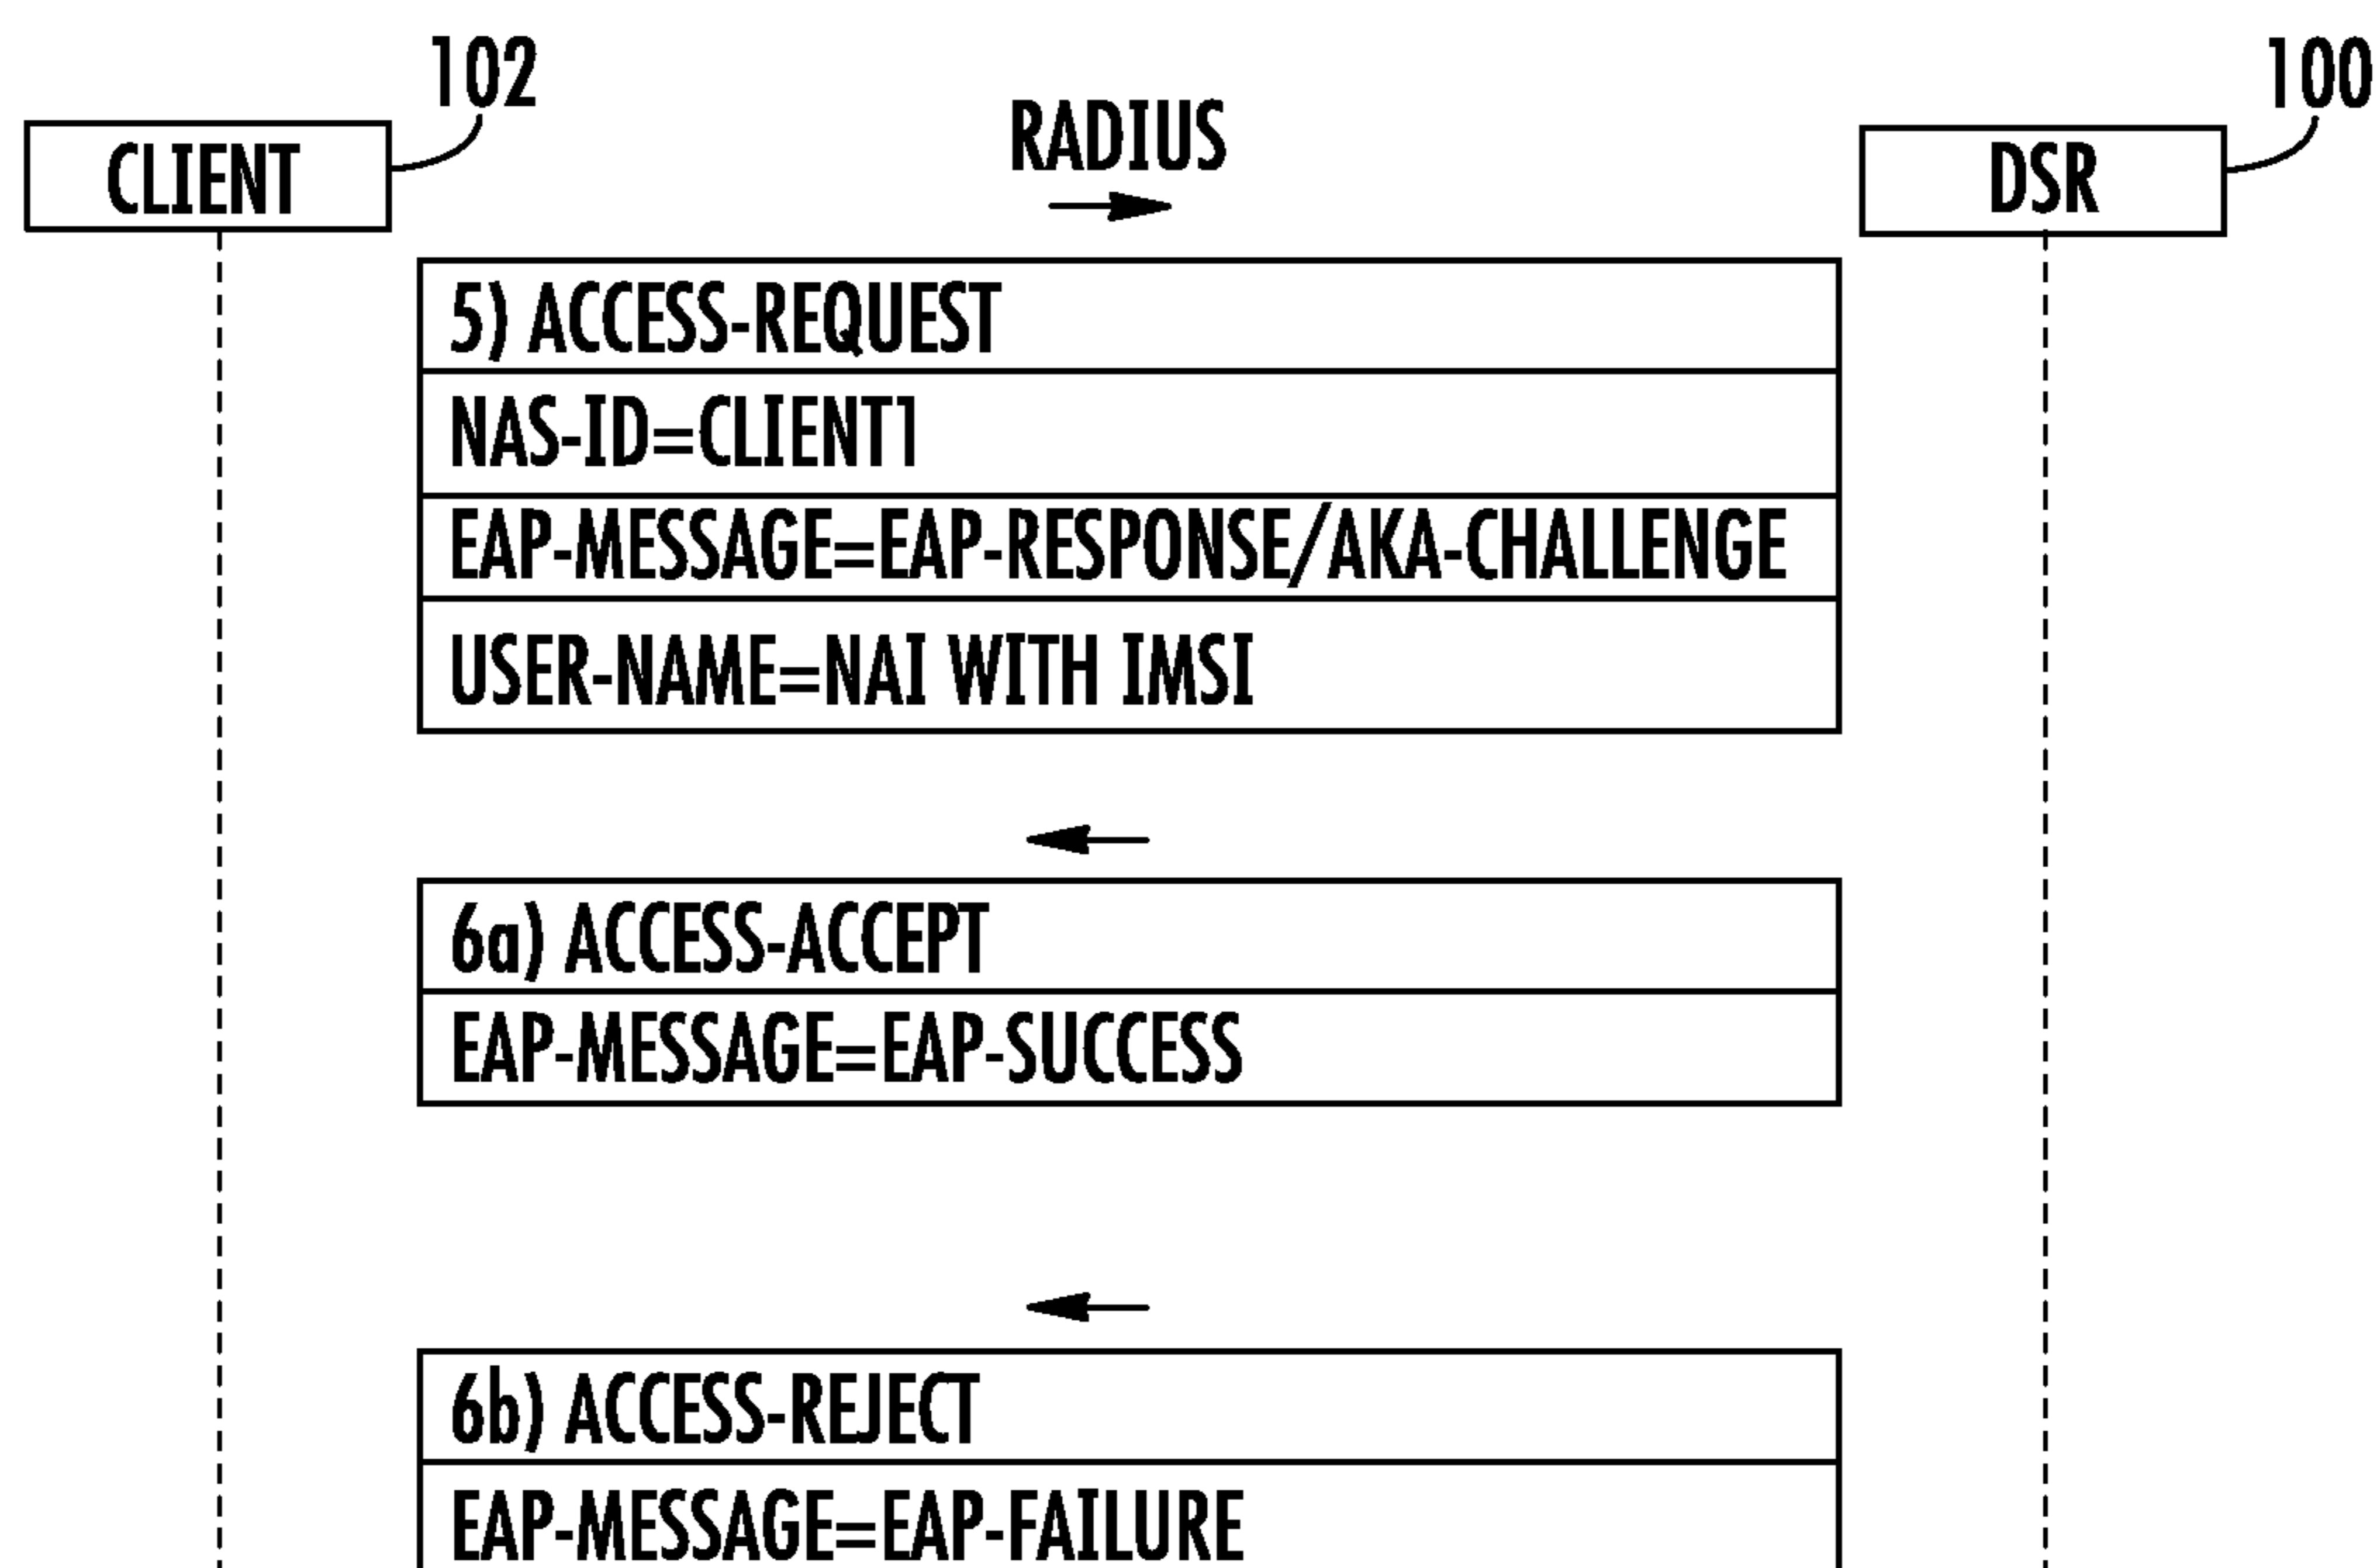 102
100
CLIENT
RADIUS
DSR
5) ACCESS-REQUEST
NAS-ID=CLIENT1
EAP-MESSAGE=EAP-RESPONSE/AKA-CHALLENGE
USER-NAME=NAI WITH IMSI
6a) ACCESS-ACCEPT
EAP-MESSAGE=EAP-SUCCESS
6b) ACCESS-REJECT
EAP-MESSAGE=EAP-FAILURE